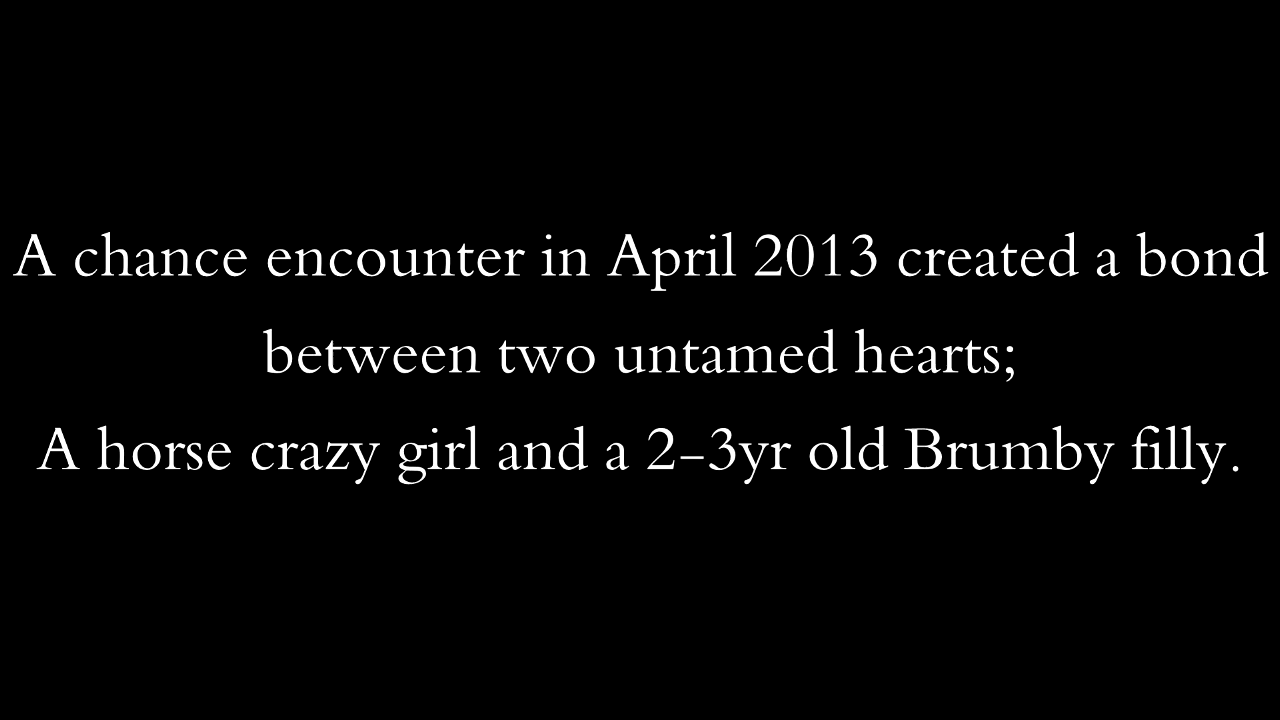 A chance encounter in April 2013 created a bond
between two untamed hearts;
A horse crazy girl and a 2-3yr old Brumby filly.